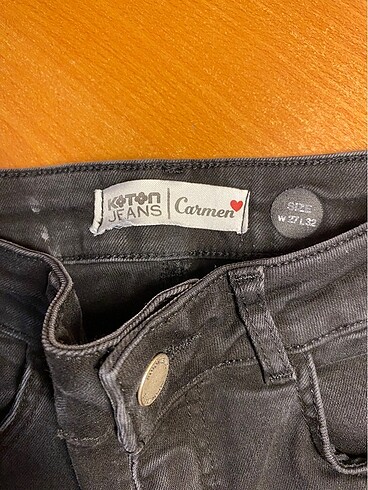 KOTON
JEANS
Carmen
SIZE
W 27 L 32